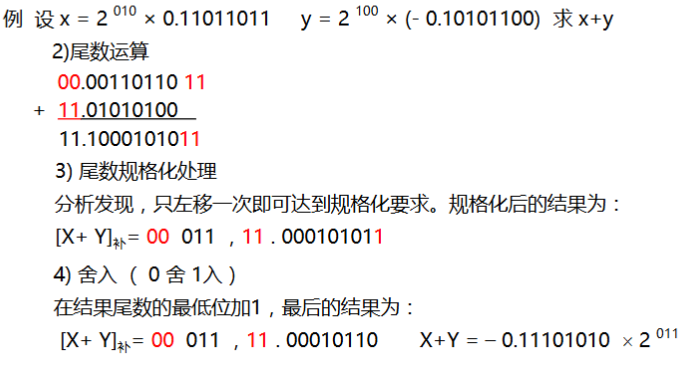 例 设 x = 2 010 × 0.11011011 y = 2 100 × (- 0.10101100) 求 x+y
2)尾数运算
00.00110110 11
+ 11.01010100
11.1000101011
3) 尾数规格化处理
分析发现，只左移一次即可达到规格化要求。规格化后的结果为：
[X+ Y]补= 00 011 , 11 . 000101011
4) 舍入 ( 0 舍 1入 )
在结果尾数的最低位加1，最后的结果为：
[X+ Y]补= 00 011 , 11 . 00010110 X+Y = – 0.11101010 × 2 011